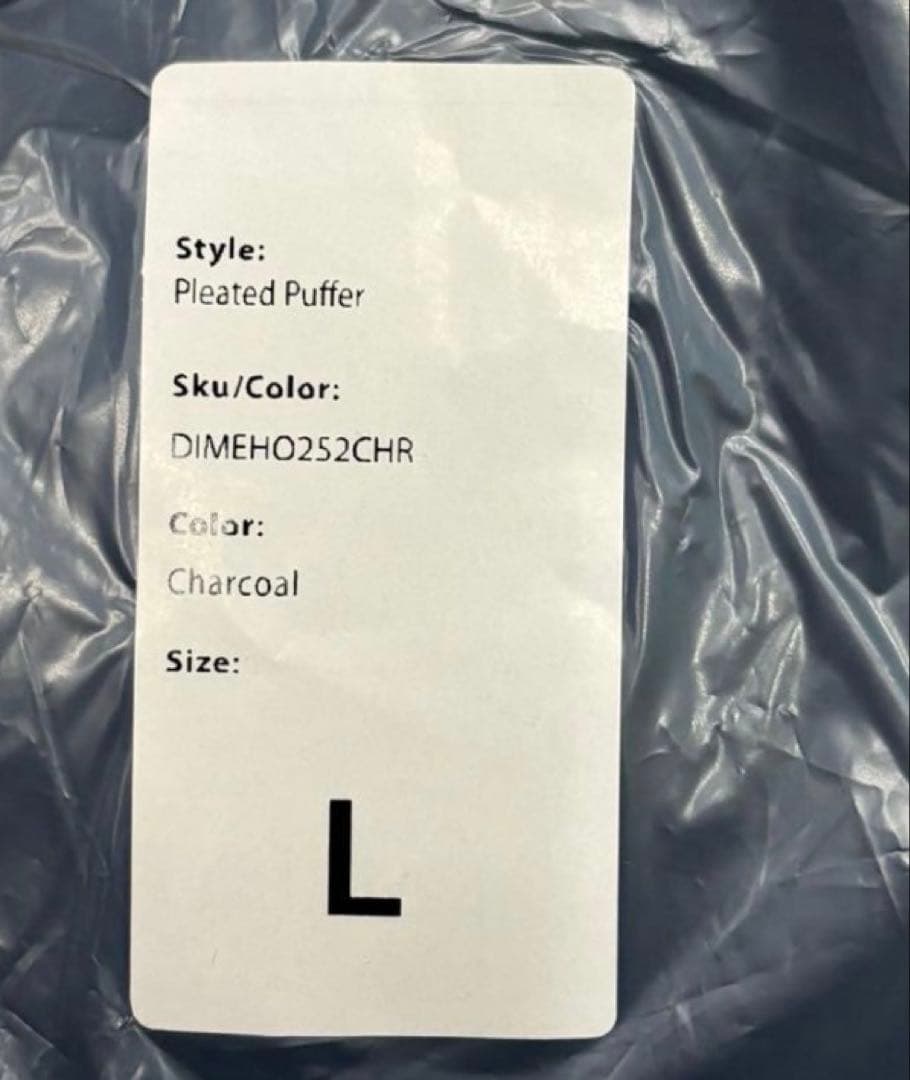 Style:
Pleated Puffer
Sku/Color:
DIMEHO252CHR
Color:
Charcoal
Size:
L